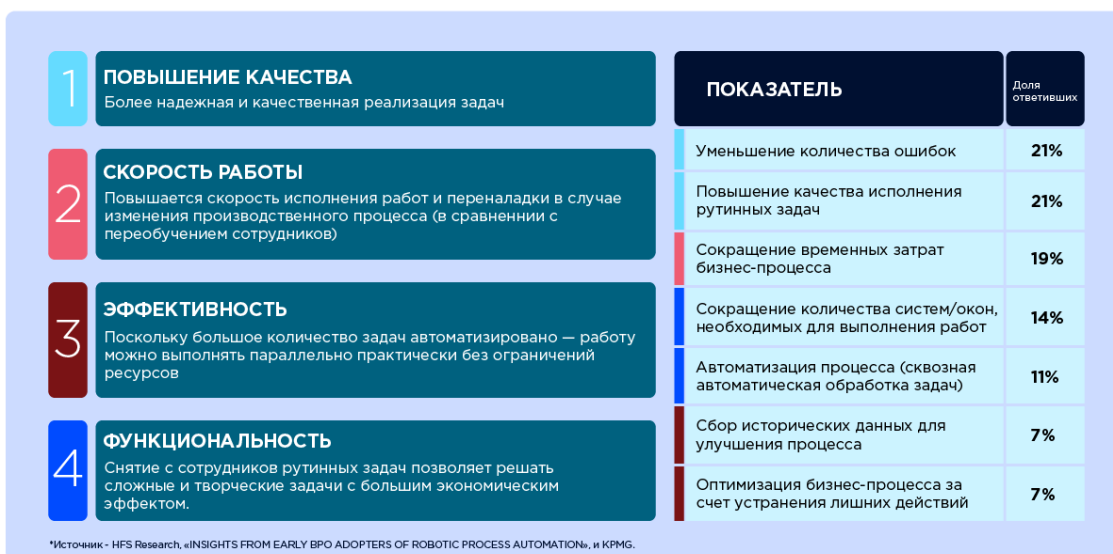 1
ПОВЫШЕНИЕ КАЧЕСТВА
Более надежная и качественная реализация задач
2
СКОРОСТЬ РАБОТЫ
Повышается скорость исполнения работ и переналадки в случае
изменения производственного процесса (в сравненнии с
переобучением сотрудников)
3
ЭФФЕКТИВНОСТЬ
Поскольку большое количество задач автоматизировано — работу
можно выполнять параллельно практически без ограничений
ресурсов
4
ФУНКЦИОНАЛЬНОСТЬ
Снятие с сотрудников рутинных задач позволяет решать
сложные и творческие задачи с большим экономическим
эффектом.
ПОКАЗАТЕЛЬ
Доля
ответивших
Уменьшение количества ошибок
21%
Повышение качества исполнения
рутинных задач
21%
Сокращение временных затрат
бизнес-процесса
19%
Сокращение количества систем/окон,
необходимых для выполнения работ
14%
Автоматизация процесса (сквозная
автоматическая обработка задач)
11%
Сбор исторических данных для
улучшения процесса
7%
Оптимизация бизнес-процесса за
счет устранения лишних действий
7%
*Источник - HFS Research, «INSIGHTS FROM EARLY BPO ADOPTERS OF ROBOTIC PROCESS AUTOMATION», и KPMG.